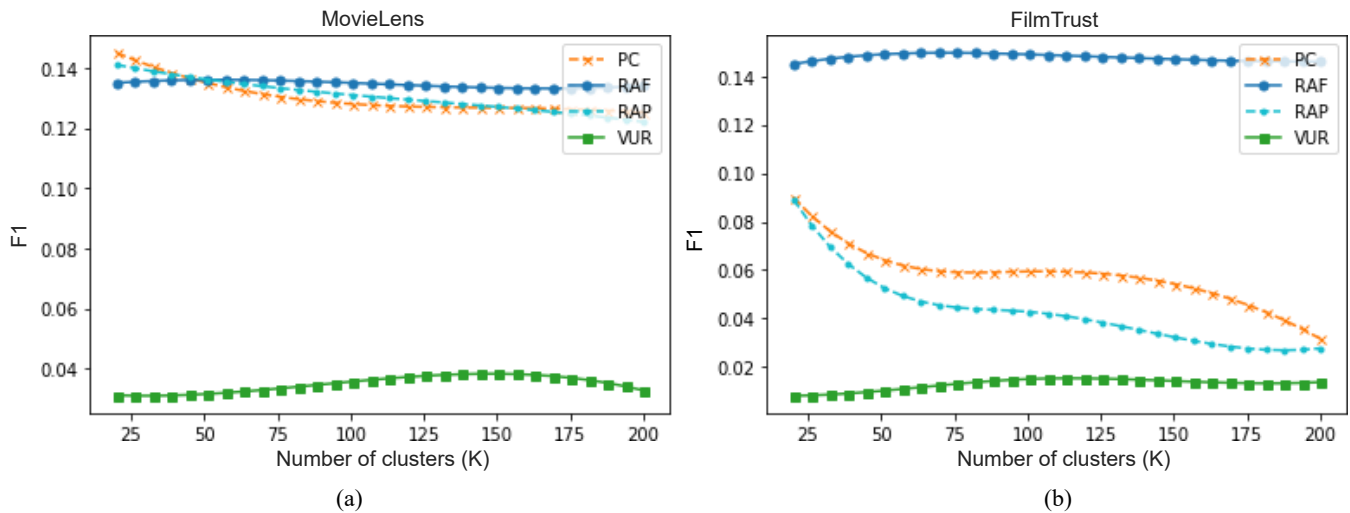 MovieLens
0.14
0.12
0.10
0.08
0.06
0.04
F1
PC
RAF
RAP
VUR
25 50 75 100 125 150 175 200
Number of clusters (K)
(a)
FilmTrust
0.14
0.12
0.10
0.08
0.06
0.04
0.02
F1
PC
RAF
RAP
VUR
25 50 75 100 125 150 175 200
Number of clusters (K)
(b)